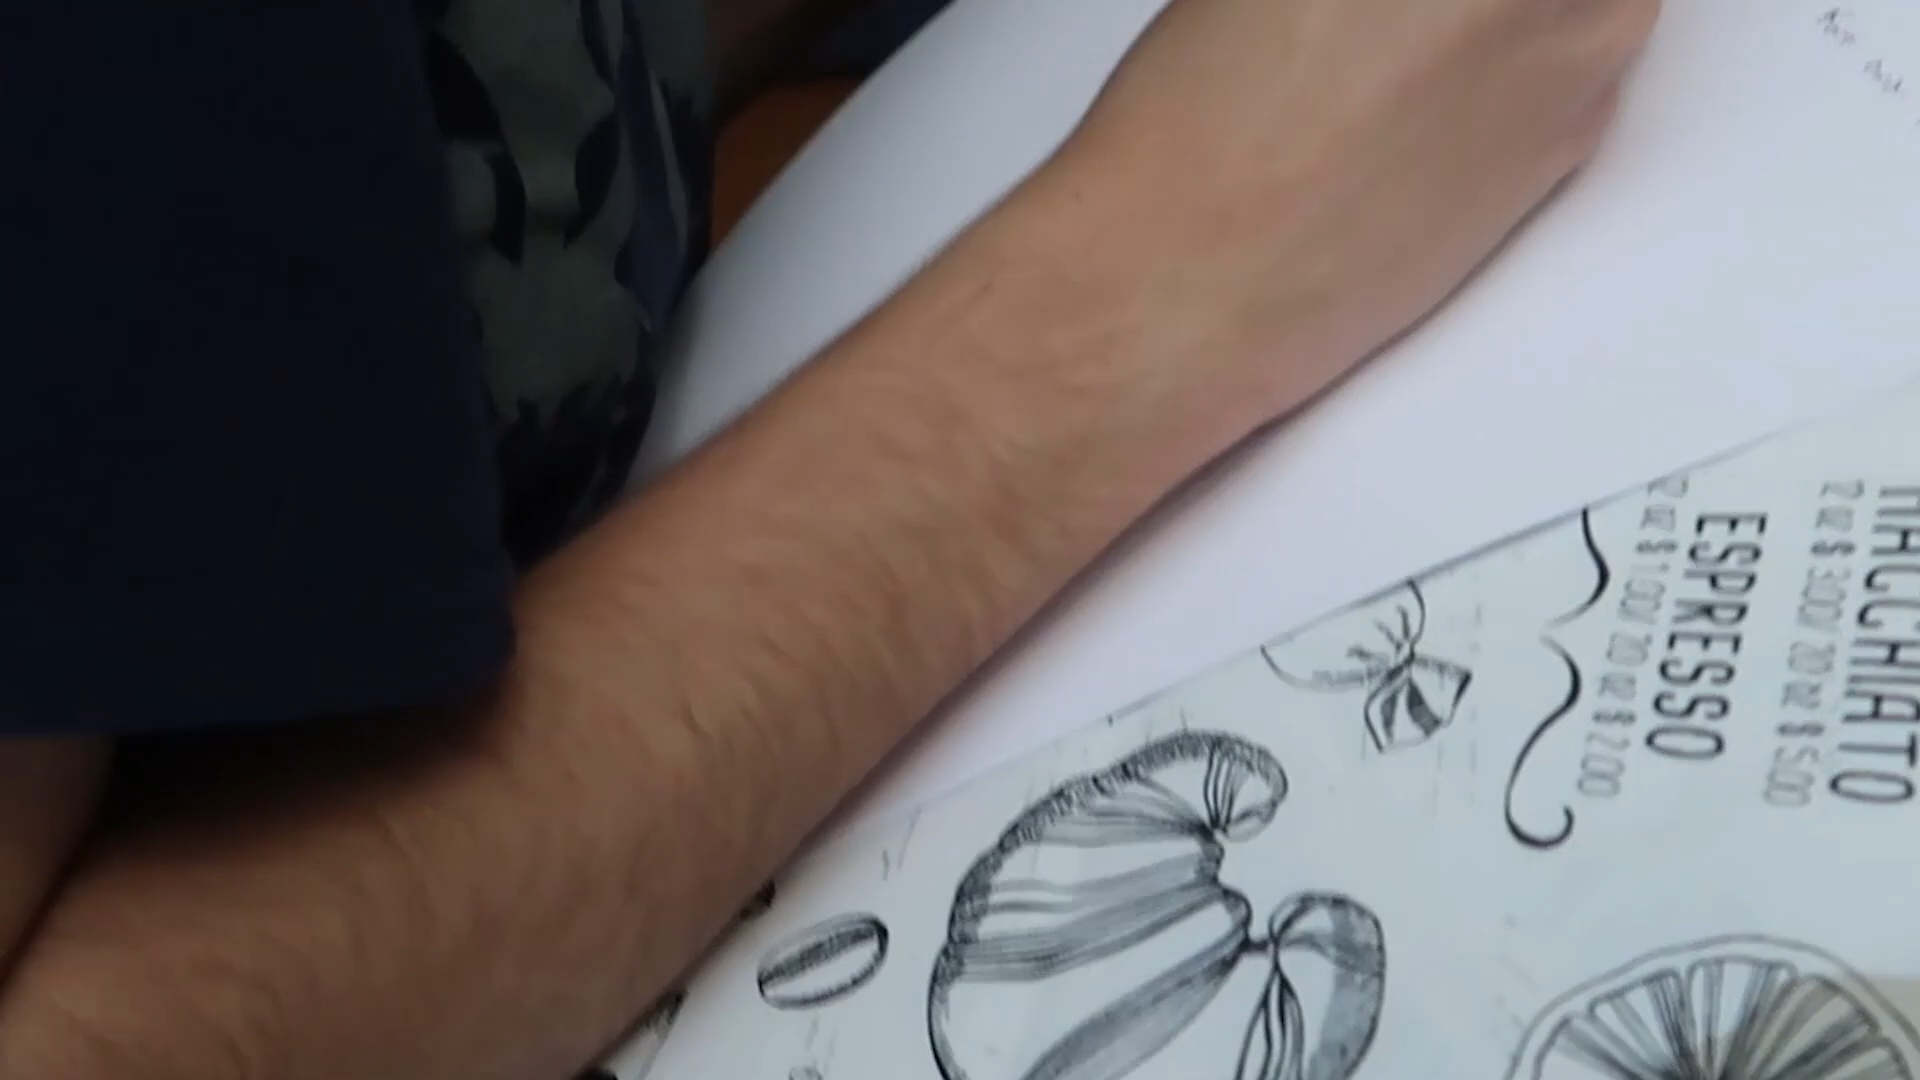 MACCHIATO
12 oz $ 3.00/ 20 oz $ 5.00
ESPRESSO
12 oz $ 1.00/ 20 oz $ 2.00